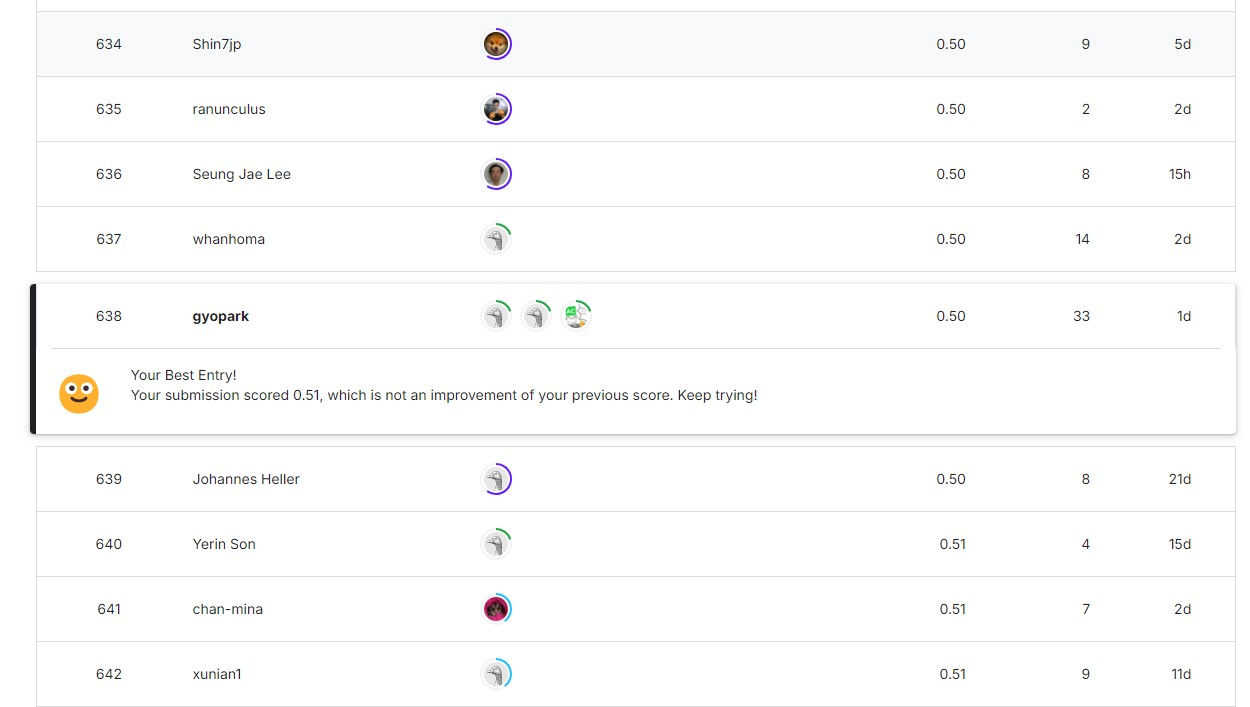 634 Shin7jp 0.50 9 5d
635 ranunculus 0.50 2 2d
636 Seung Jae Lee 0.50 8 15h
637 whanhoma 0.50 14 2d
638 gyopark 0.50 33 1d
Your Best Entry!
Your submission scored 0.51, which is not an improvement of your previous score. Keep trying!
639 Johannes Heller 0.50 8 21d
640 Yerin Son 0.51 4 15d
641 chan-mina 0.51 7 2d
642 xunian1 0.51 9 11d